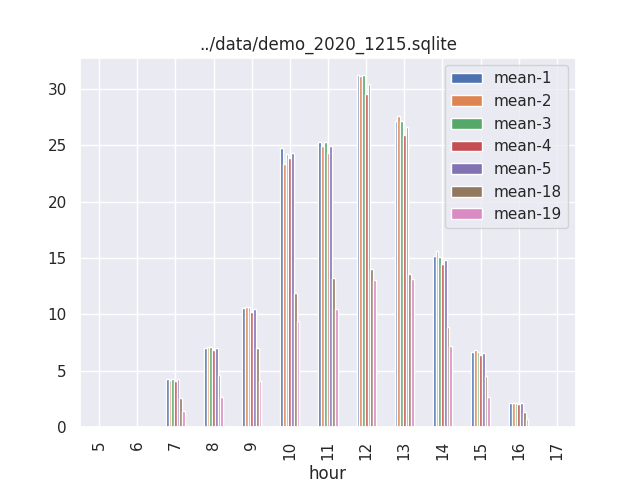 ../data/demo_2020_1215.sqlite
30
25
20
15
10
5
0
mean-1
mean-2
mean-3
mean-4
mean-5
mean-18
mean-19
5 6 7 8 9 10 11 12 13 14 15 16 17
hour